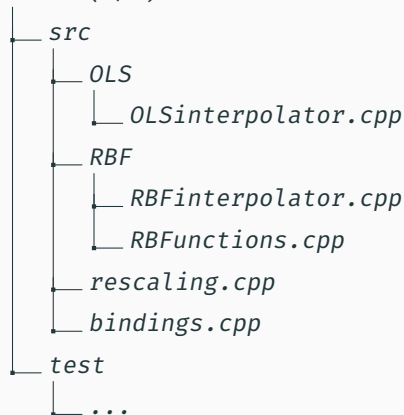 src
OLS
OLSinterpolator.cpp
RBF
RBFinterpolator.cpp
RBFunctions.cpp
rescaling.cpp
bindings.cpp
test
...